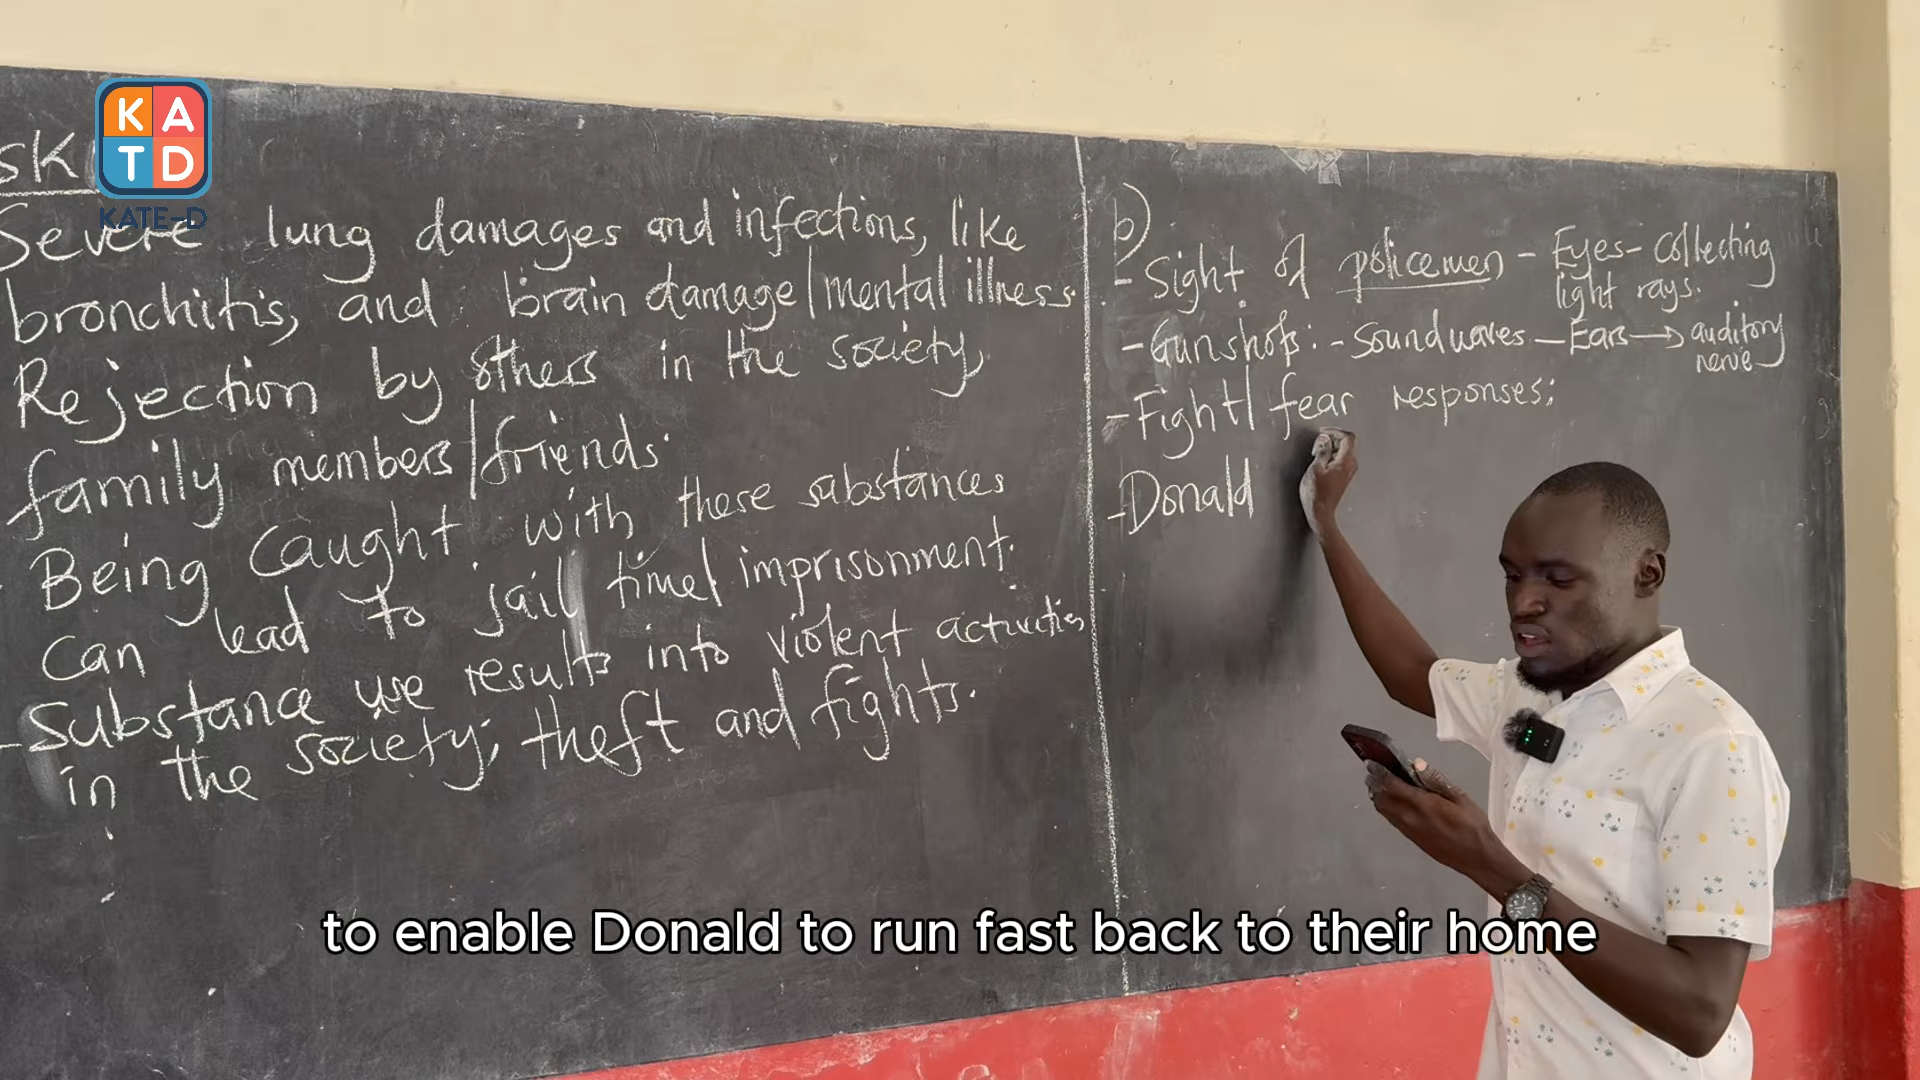 KATD
KATE-D
sk
Severe lung damages and infections, like
bronchitis, and brain damage/mental illness.
Rejection by others in the society,
family members/friends.
Being caught with these substances
can lead to jail time/ imprisonment.
-Substance use results into violent activities
in the society; theft and fights.
b)
-Sight of policemen - Eyes- Collecting
light rays.
-Gunshots: -Soundwaves -Ears→ auditory
nerve
-Fight/ fear responses:
-Donald
to enable Donald to run fast back to their home